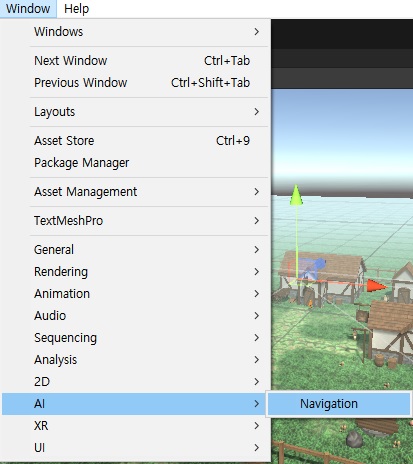 Window Help
Windows
Next Window Ctrl+Tab
Previous Window Ctrl+Shift+Tab
Layouts
Asset Store Ctrl+9
Package Manager
Asset Management
TextMeshPro
General
Rendering
Animation
Audio
Sequencing
Analysis
2D
AI Navigation
XR
UI